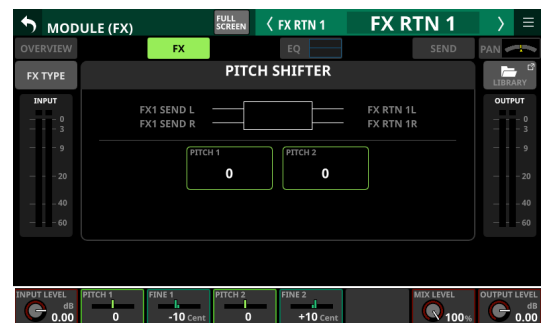 MODULE (FX)
FULL SCREEN
FX RTN 1
FX RTN 1
OVERVIEW
FX
EQ
SEND
PAN
FX TYPE
PITCH SHIFTER
LIBRARY
INPUT
OUTPUT
FX1 SEND L
FX RTN 1L
FX1 SEND R
FX RTN 1R
0
3
9
20
40
60
0
3
9
20
40
60
PITCH 1
0
PITCH 2
0
INPUT LEVEL
dB
0.00
PITCH 1
0
FINE 1
-10 Cent
PITCH 2
0
FINE 2
+10 Cent
MIX LEVEL
100%
OUTPUT LEVEL
dB
0.00